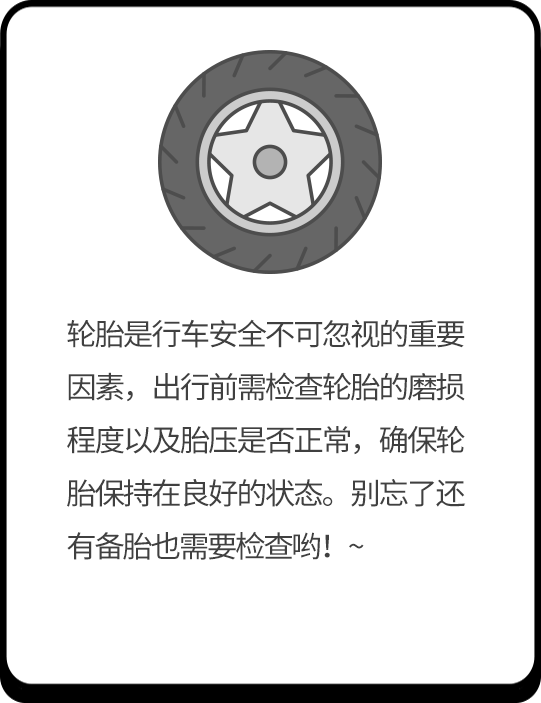 轮胎是行车安全不可忽视的重要
因素，出行前需检查轮胎的磨损
程度以及胎压是否正常，确保轮
胎保持在良好的状态。别忘了还
有备胎也需要检查哟！~